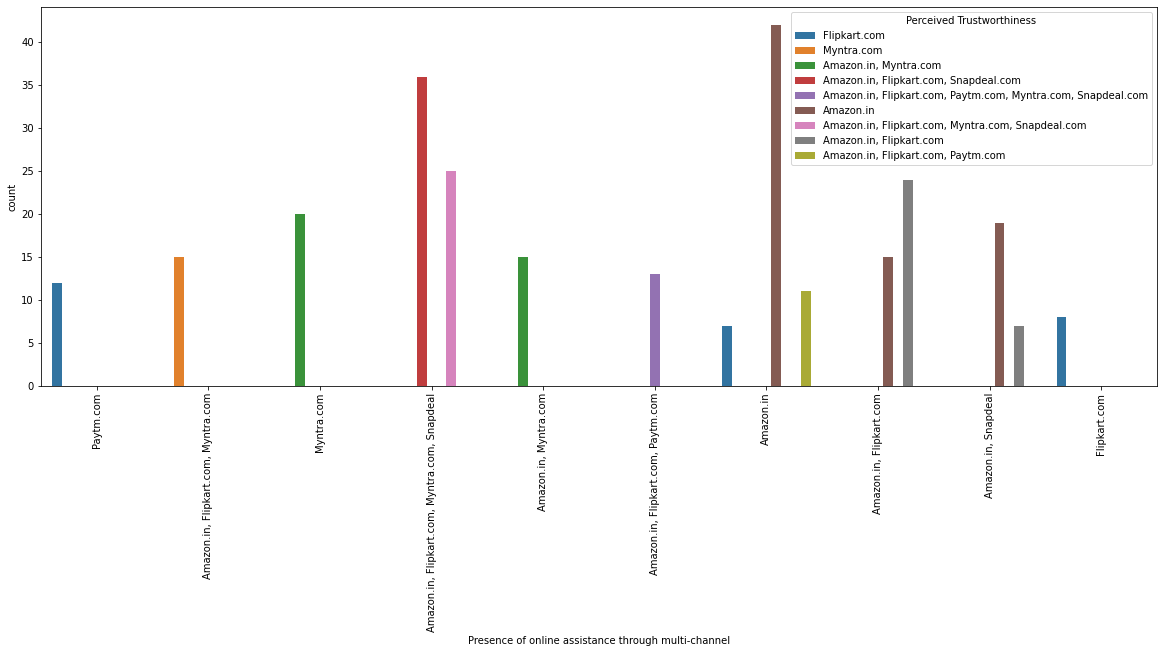 Perceived Trustworthiness
Flipkart.com
Myntra.com
Amazon.in, Myntra.com
Amazon.in, Flipkart.com, Snapdeal.com
Amazon.in, Flipkart.com, Paytm.com, Myntra.com, Snapdeal.com
Amazon.in
Amazon.in, Flipkart.com, Myntra.com, Snapdeal.com
Amazon.in, Flipkart.com
Amazon.in, Flipkart.com, Paytm.com
count
40
35
30
25
20
15
10
5
0
Paytm.com
Amazon.in, Flipkart.com, Myntra.com
Myntra.com
Amazon.in, Flipkart.com, Myntra.com, Snapdeal
Amazon.in, Myntra.com
Amazon.in, Flipkart.com, Paytm.com
Amazon.in
Amazon.in, Flipkart.com
Amazon.in, Snapdeal
Flipkart.com
Presence of online assistance through multi-channel